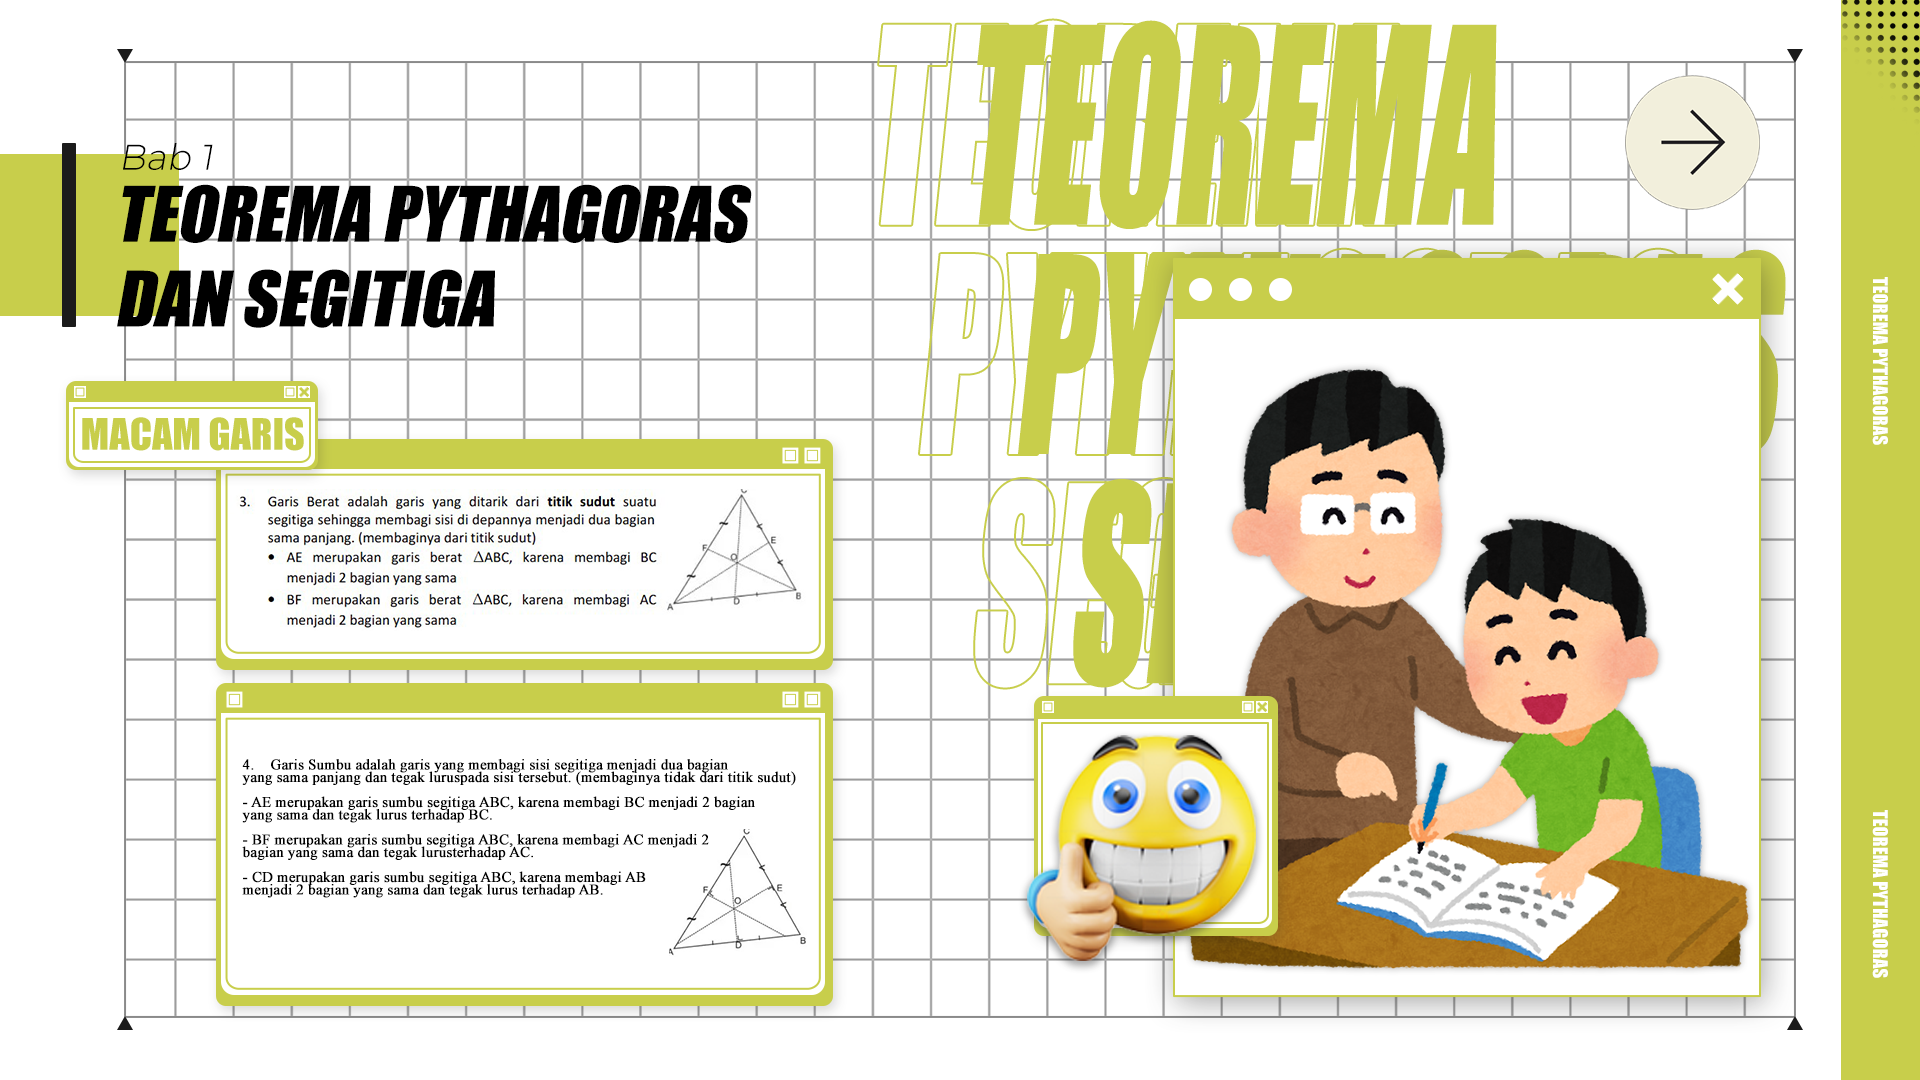 Bab 1
TEOREMA PYTHAGORAS
DAN SEGITIGA
TEOREMA
MACAM GARIS
3. Garis Berat adalah garis yang ditarik dari titik sudut suatu
segitiga sehingga membagi sisi di depannya menjadi dua bagian
sama panjang. (membaginya dari titik sudut)
• AE merupakan garis berat △ABC, karena membagi BC
menjadi 2 bagian yang sama
• BF merupakan garis berat △ABC, karena membagi AC
menjadi 2 bagian yang sama
C
F
E
O
A
D
B
4. Garis Sumbu adalah garis yang membagi sisi segitiga menjadi dua bagian
yang sama panjang dan tegak luruspada sisi tersebut. (membaginya tidak dari titik sudut)
- AE merupakan garis sumbu segitiga ABC, karena membagi BC menjadi 2 bagian
yang sama dan tegak lurus terhadap BC.
- BF merupakan garis sumbu segitiga ABC, karena membagi AC menjadi 2
bagian yang sama dan tegak lurusterhadap AC.
- CD merupakan garis sumbu segitiga ABC, karena membagi AB
menjadi 2 bagian yang sama dan tegak lurus terhadap AB.
C
F
E
O
A
D
B
TEOREMA PYTHAGORAS
TEOREMA PYTHAGORAS